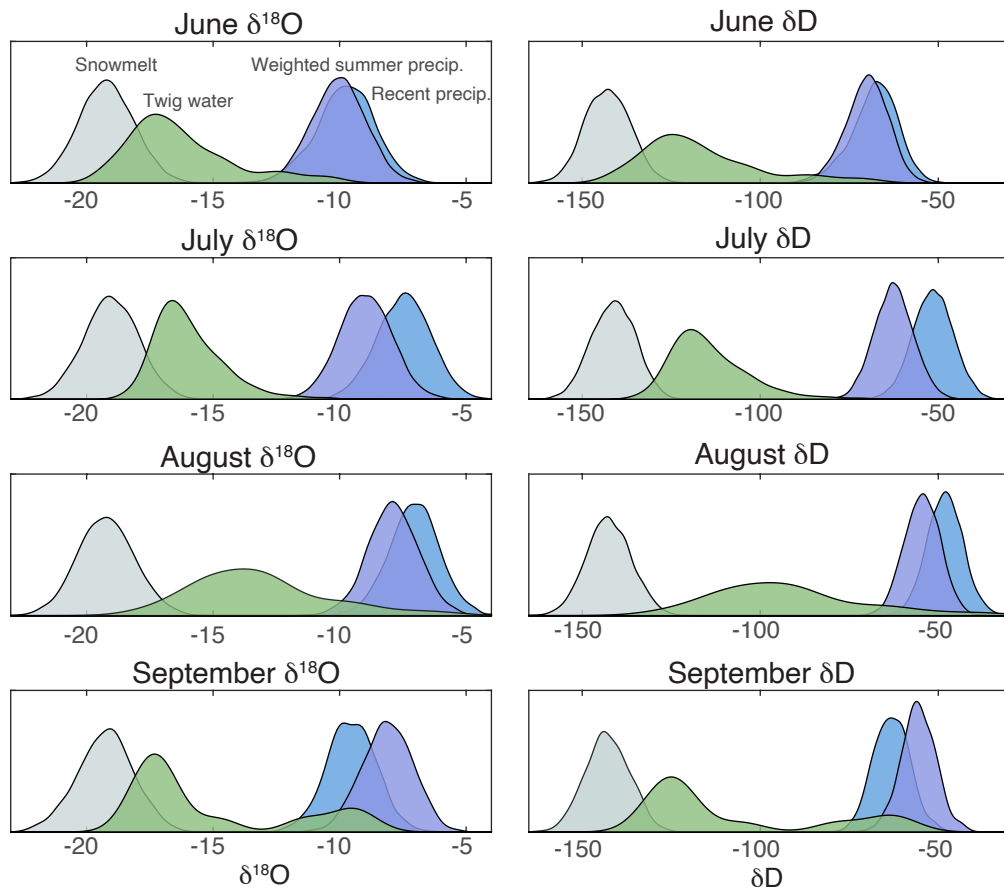 June δ¹⁸O
Snowmelt
Twig water
Weighted summer precip.
Recent precip.
-20 -15 -10 -5
June δD
-150 -100 -50
July δ¹⁸O
-20 -15 -10 -5
July δD
-150 -100 -50
August δ¹⁸O
-20 -15 -10 -5
August δD
-150 -100 -50
September δ¹⁸O
-20 -15 -10 -5
δ¹⁸O
September δD
-150 -100 -50
δD